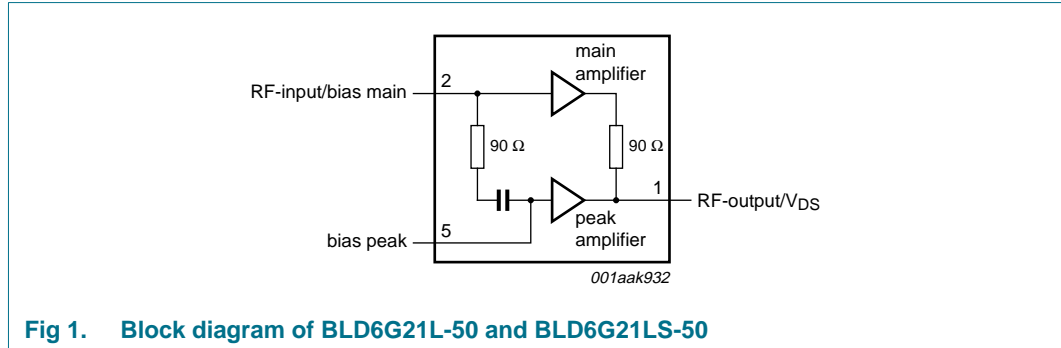 main
amplifier
2
RF-input/bias main
90 Ω
90 Ω
1
RF-output/VDS
peak
amplifier
5
bias peak
001aak932
Fig 1. Block diagram of BLD6G21L-50 and BLD6G21LS-50